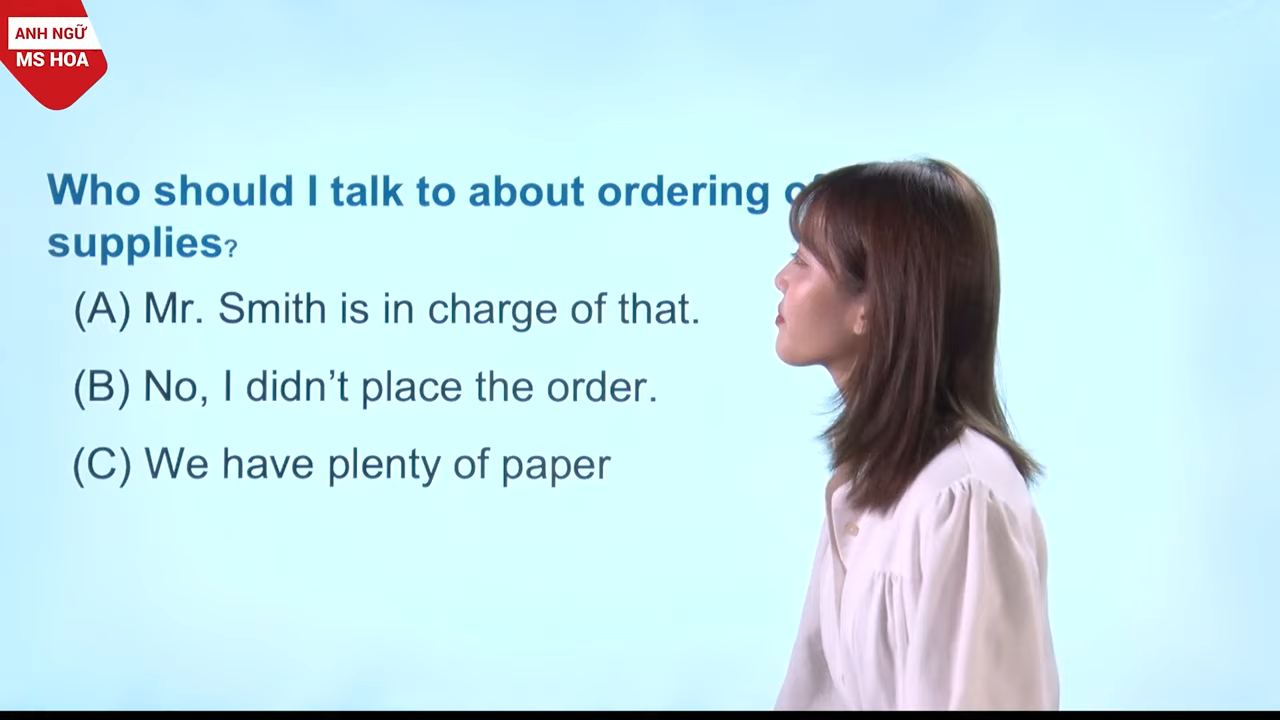 ANH NGỮ
MS HOA
Who should I talk to about ordering
supplies?
(A) Mr. Smith is in charge of that.
(B) No, I didn’t place the order.
(C) We have plenty of paper